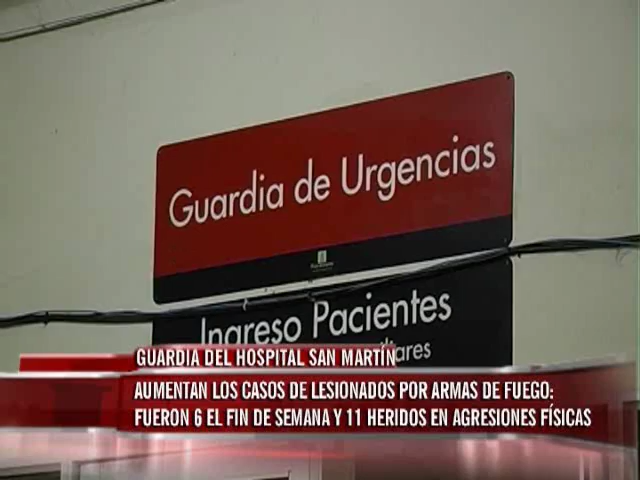 Guardia de Urgencias
Ingreso Pacientes
GUARDIA DEL HOSPITAL SAN MARTÍN
AUMENTAN LOS CASOS DE LESIONADOS POR ARMAS DE FUEGO:
FUERON 6 EL FIN DE SEMANA Y 11 HERIDOS EN AGRESIONES FÍSICAS